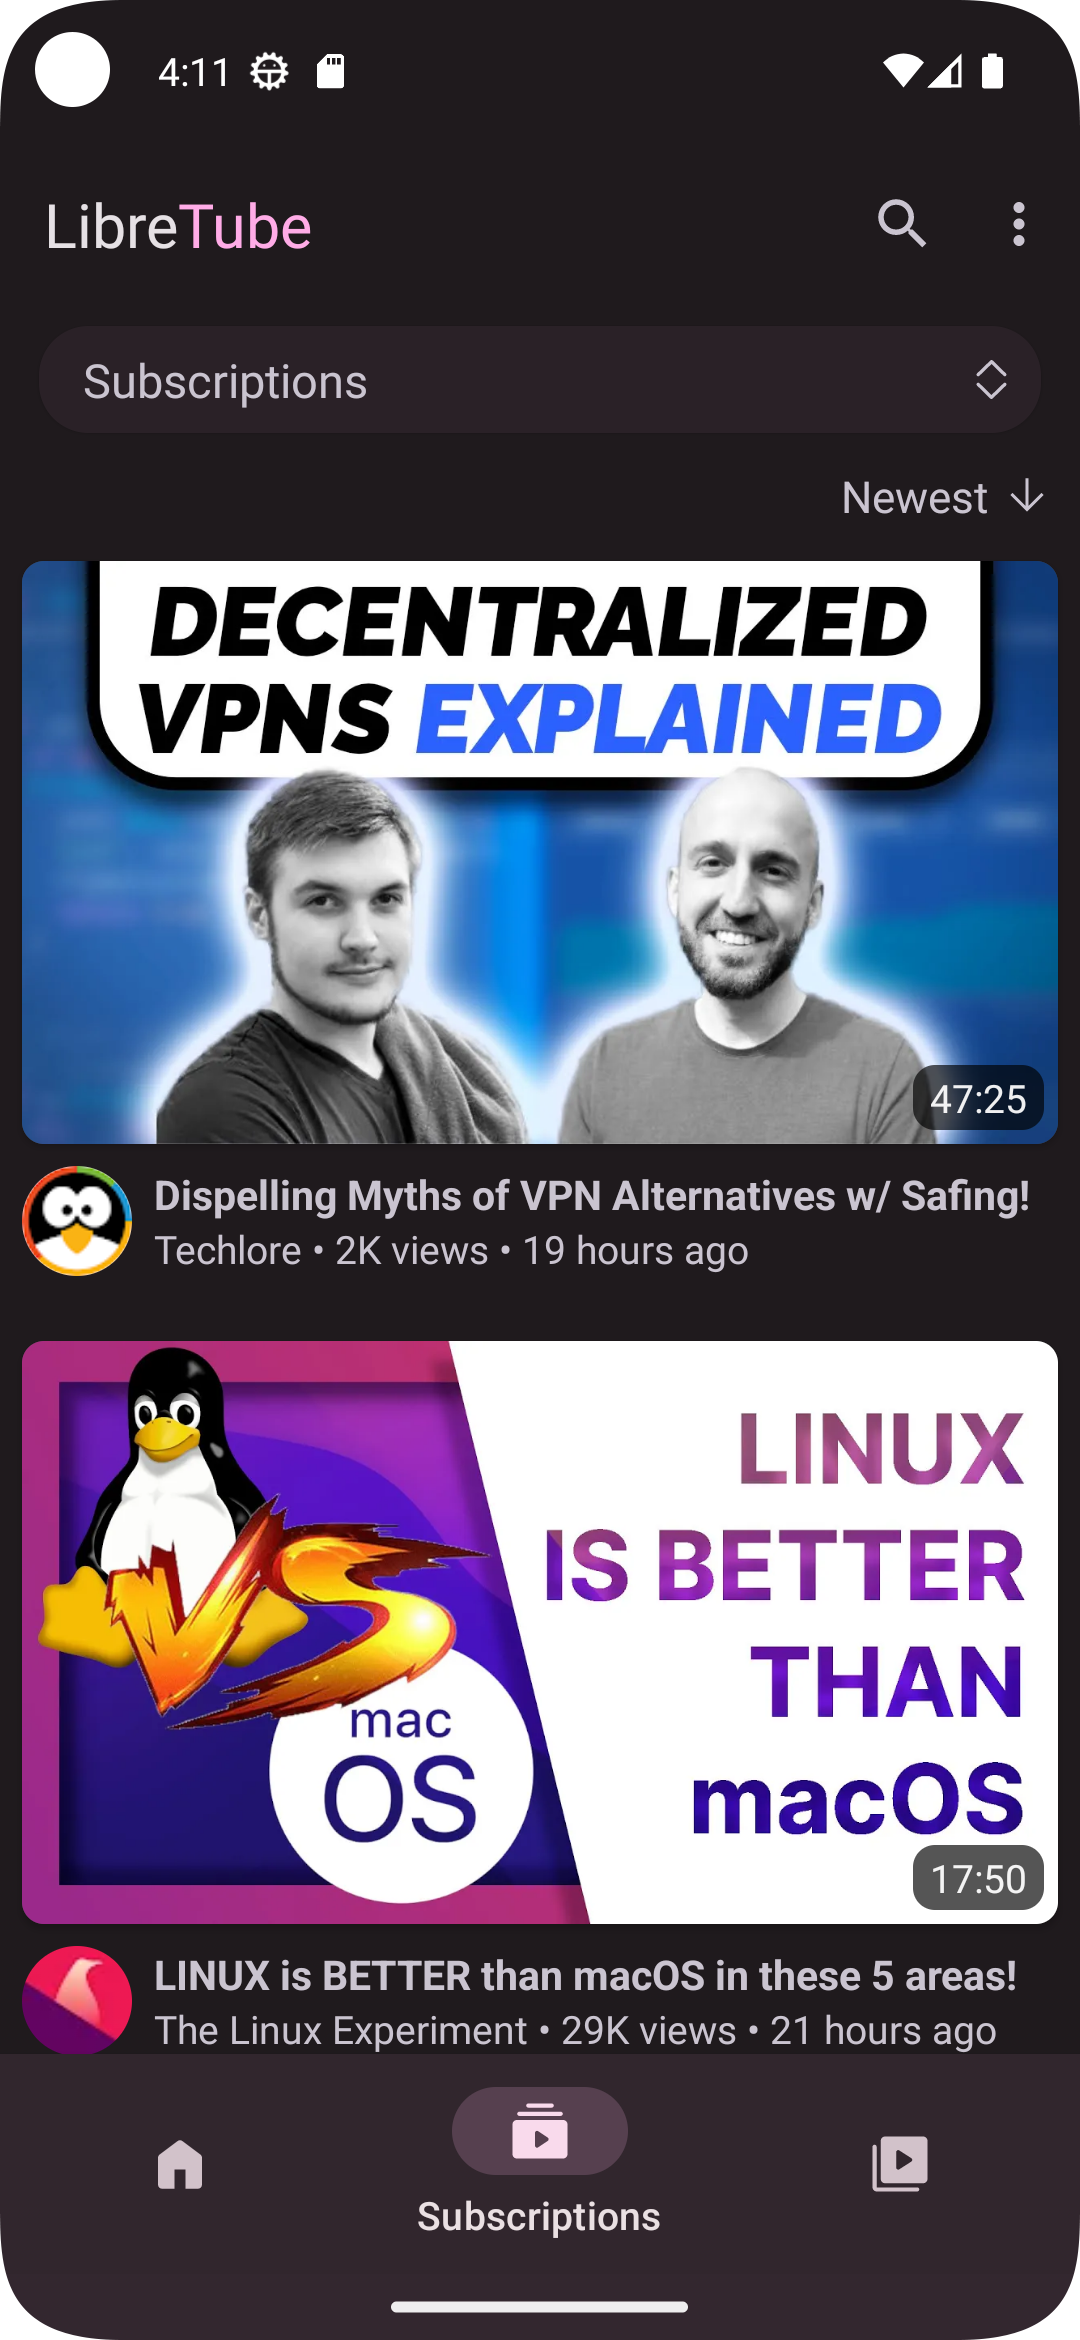 4:11
LibreTube
Subscriptions
Newest
DECENTRALIZED
VPNS EXPLAINED
47:25
Dispelling Myths of VPN Alternatives w/ Safing!
Techlore • 2K views • 19 hours ago
LINUX
IS BETTER
THAN
macOS
VS
mac
OS
17:50
LINUX is BETTER than macOS in these 5 areas!
The Linux Experiment • 29K views • 21 hours ago
Subscriptions